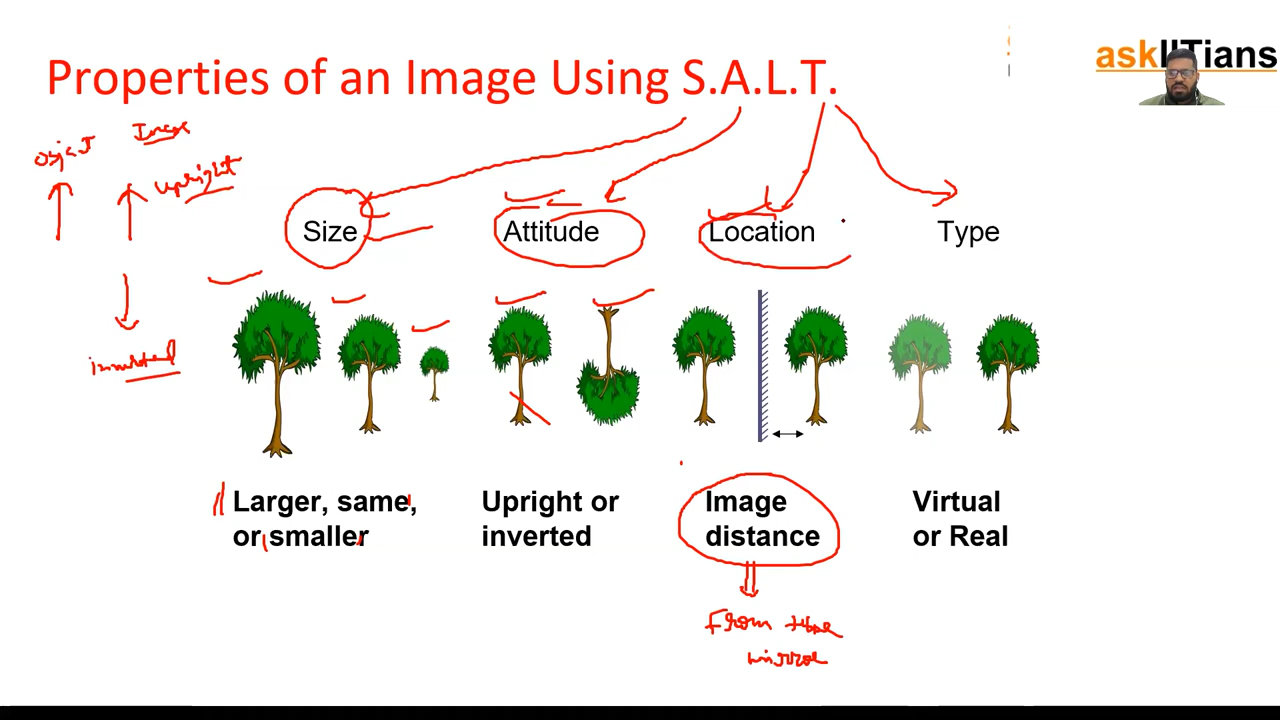 askIITians
Properties of an Image Using S.A.L.T.
Object
Image
upright
Size
Attitude
Location
Type
inverted
Larger, same,
or smaller
Upright or
inverted
Image
distance
Virtual
or Real
From the
mirror